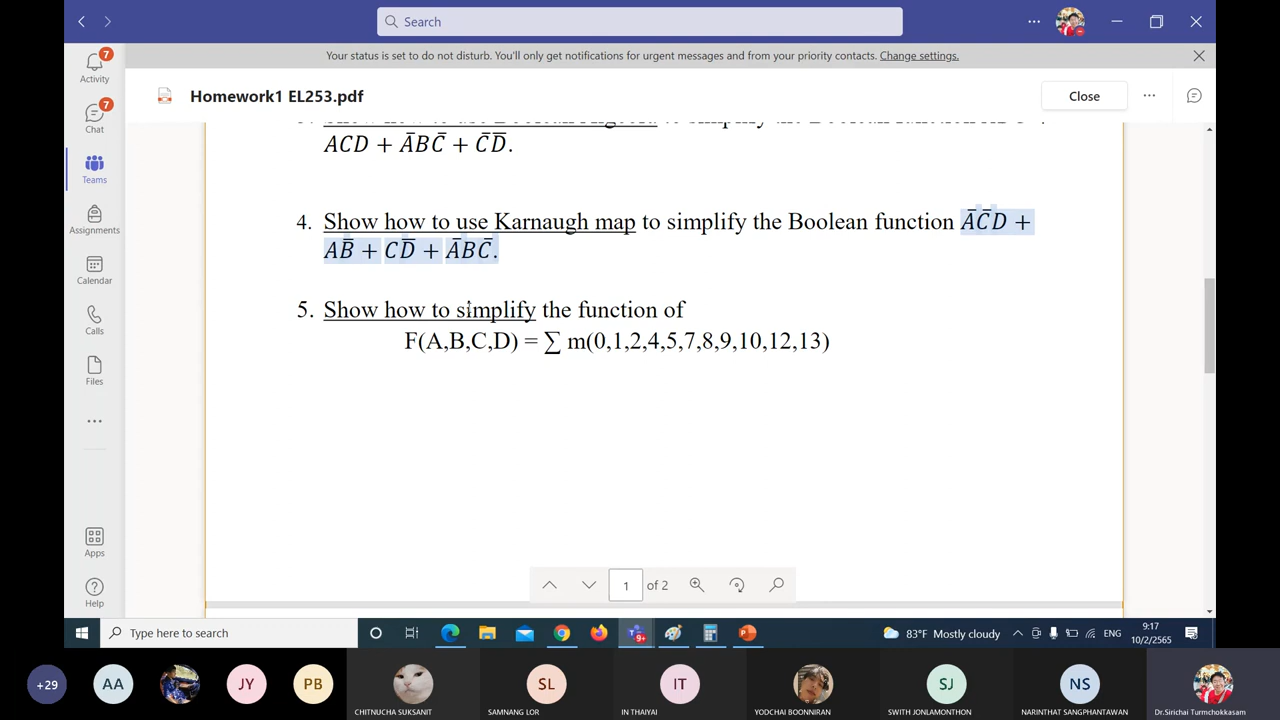 Search
Your status is set to do not disturb. You'll only get notifications for urgent messages and from your priority contacts. Change settings.
7
Activity
7
Chat
Teams
Assignments
Calendar
Calls
Files
Apps
Help
Homework1 EL253.pdf
Close
ACD + ĀBC̄ + C̄D̄.
4. Show how to use Karnaugh map to simplify the Boolean function ĀC̄D +
AB̄ + CD̄ + ĀBC̄.
5. Show how to simplify the function of
F(A,B,C,D) = ∑ m(0,1,2,4,5,7,8,9,10,12,13)
1 of 2
Type here to search
9+
83°F Mostly cloudy
ENG
9:17
10/2/2565
+29
AA
JY
PB
CHITNUCHA SUKSANIT
SL
SAMNANG LOR
IT
IN THAIYAI
YODCHAI BOONNIRAN
SJ
SWITH JONLAMONTHON
NS
NARINTHAT SANGPHANTAWAN
Dr.Sirichai Turmchokkasam